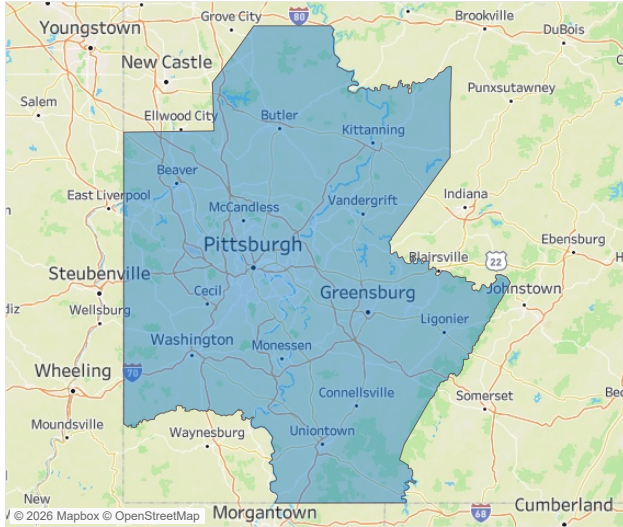 Grove City
80
Brookville
Youngstown
DuBois
New Castle
Punxsutawney
Salem
Ellwood City
Butler
Kittanning
Beaver
East Liverpool
Indiana
Vandergrift
McCandless
Pittsburgh
Ebensburg
Blairsville
22
Steubenville
Cecil
Greensburg
Johnstown
diz
Wellsburg
Ligonier
Washington
Monessen
Wheeling
70
Connellsville
Somerset
Bec
Moundsville
Waynesburg
Uniontown
New
Morgantown
68
Cumberland
© 2026 Mapbox © OpenStreetMap